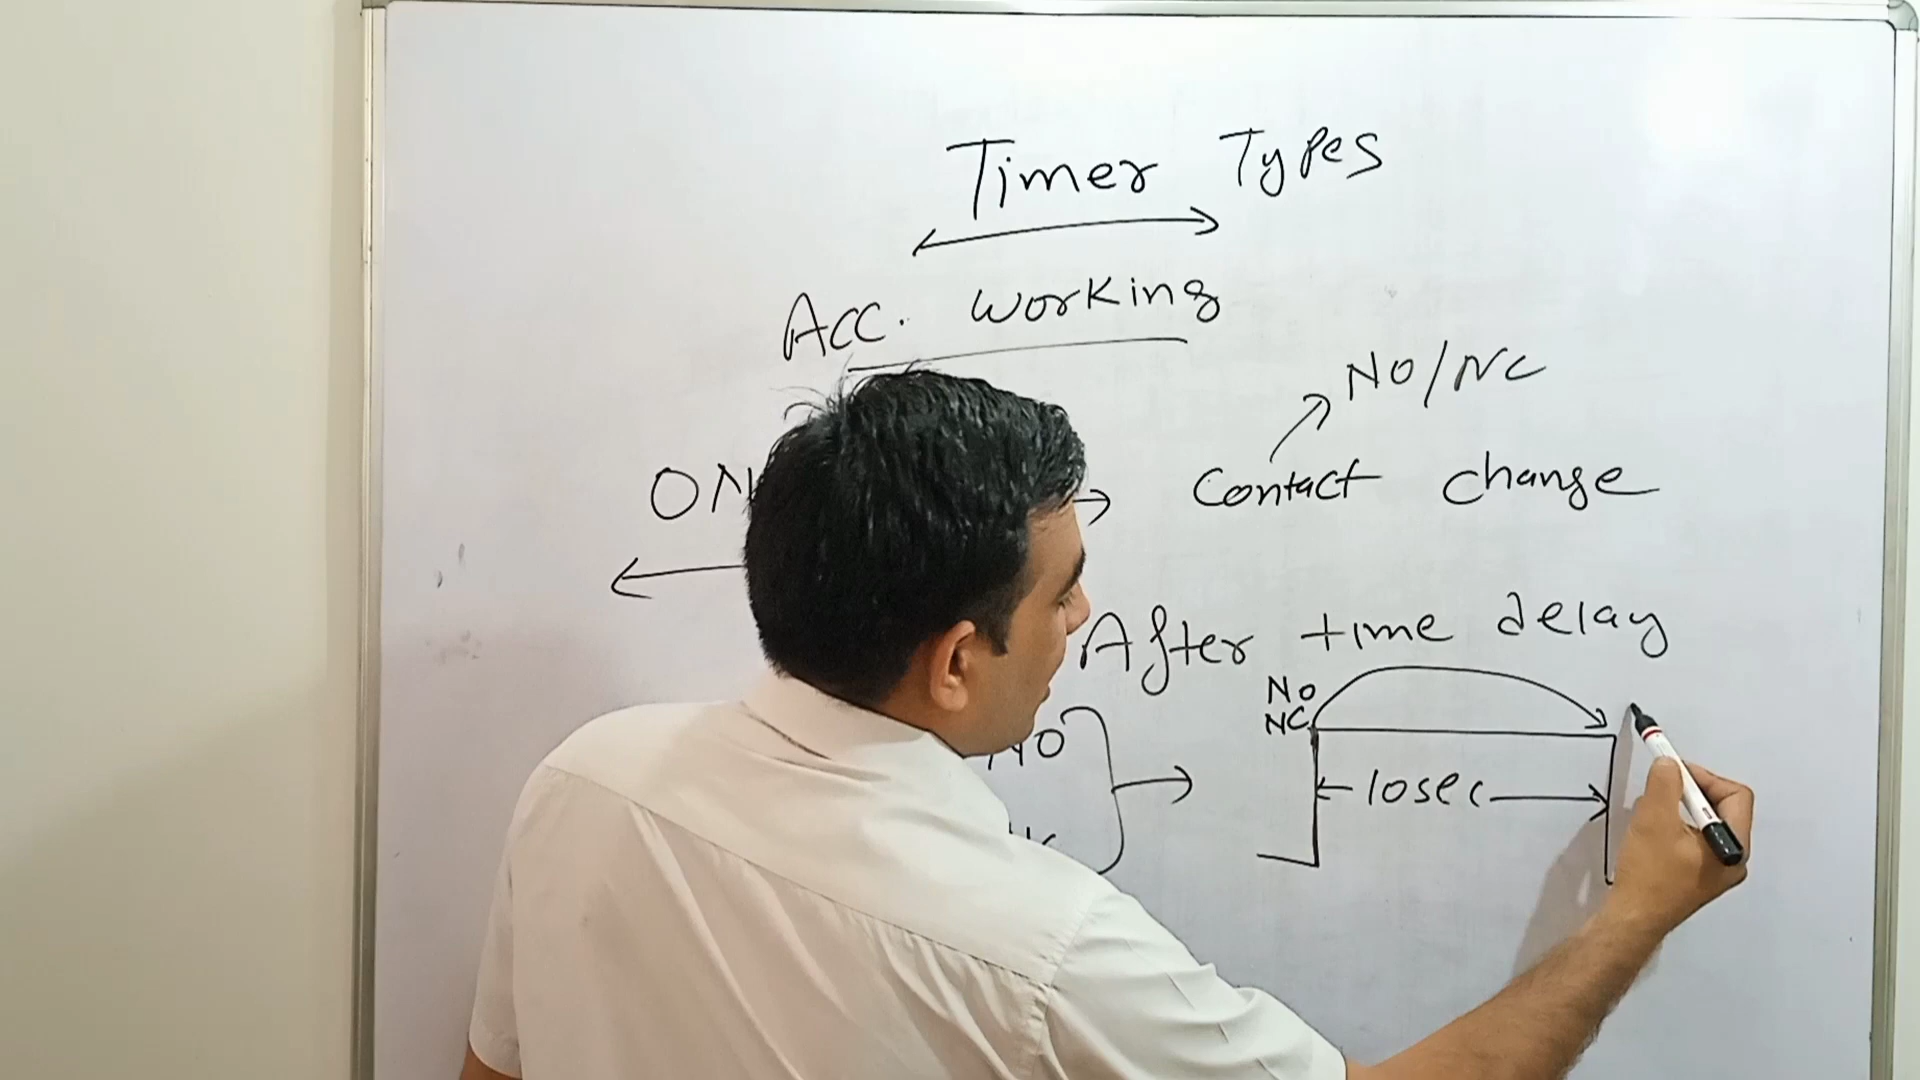 Timer Types
Acc. working
NO/NC
ON
Contact change
After time delay
NO
NC
NO
10sec